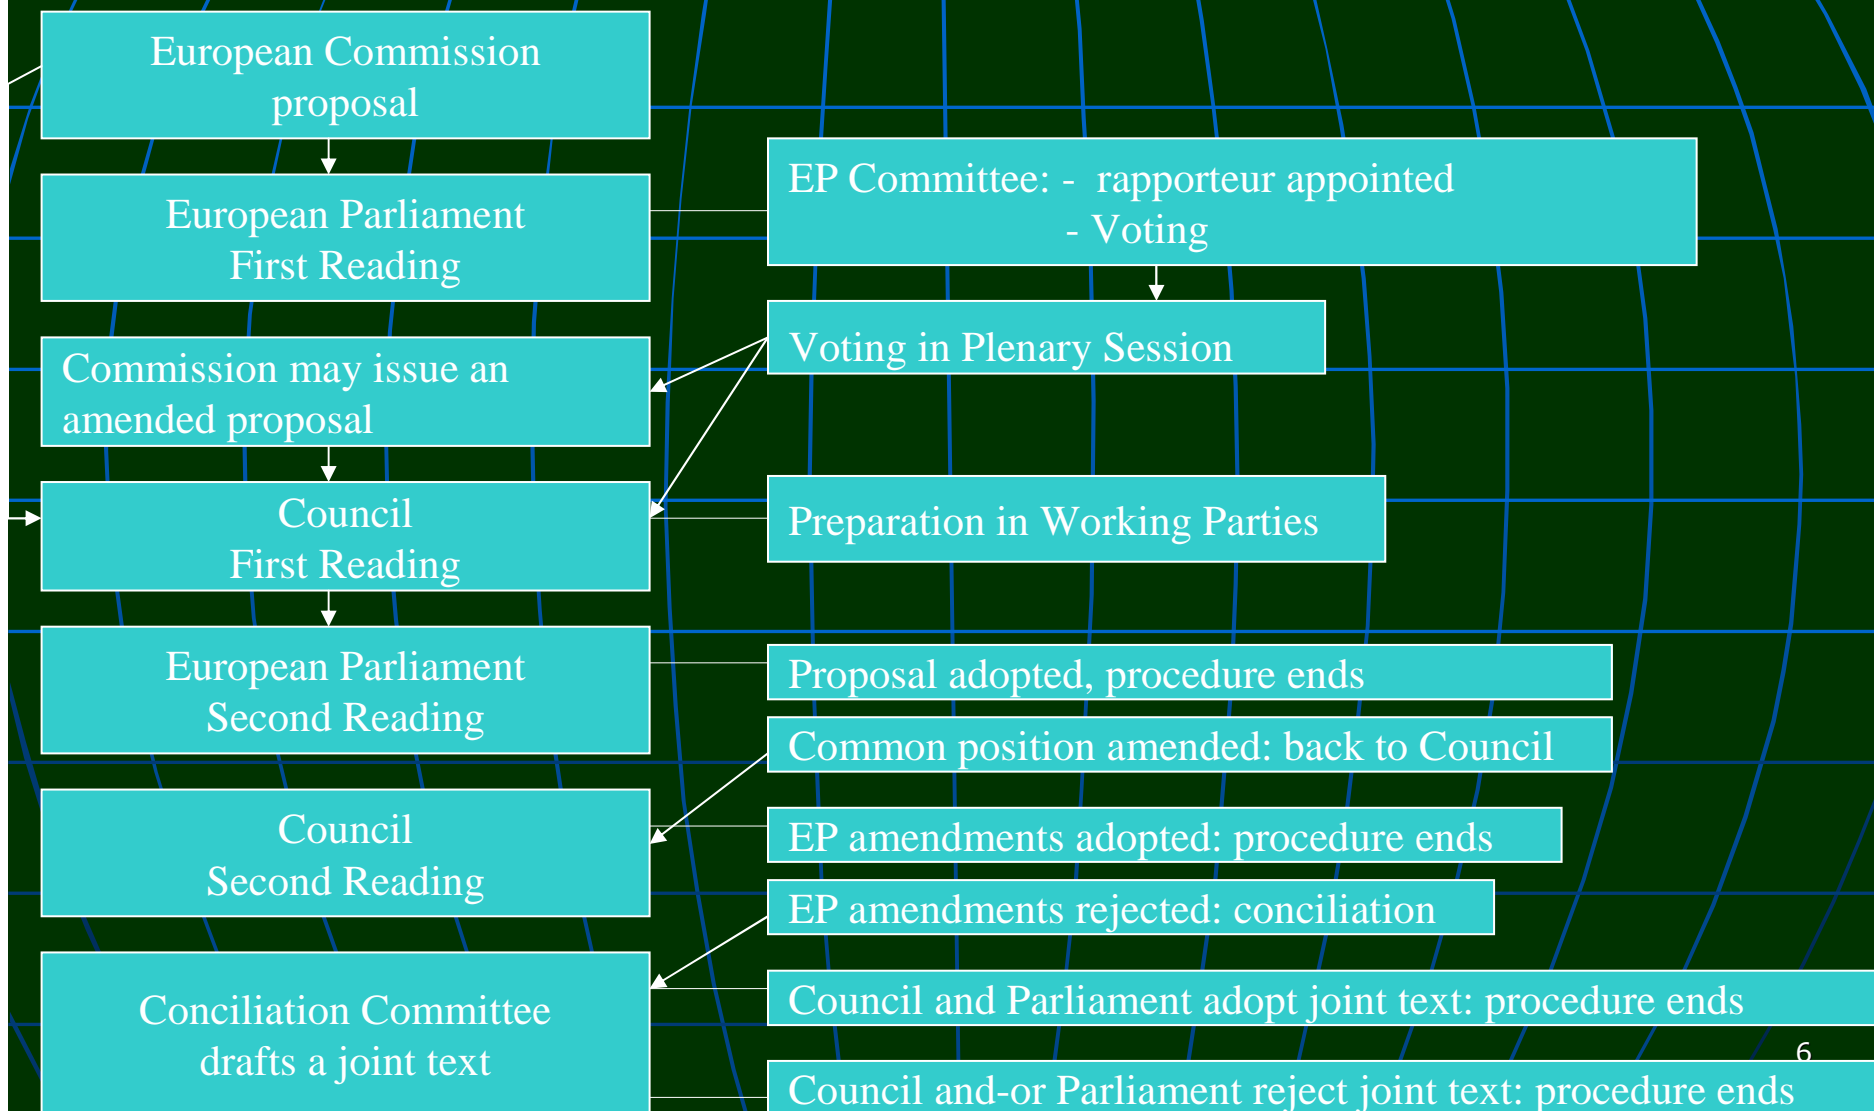 European Commission
proposal
European Parliament
First Reading
EP Committee: - rapporteur appointed
- Voting
Voting in Plenary Session
Commission may issue an
amended proposal
Council
First Reading
Preparation in Working Parties
European Parliament
Second Reading
Proposal adopted, procedure ends
Common position amended: back to Council
Council
Second Reading
EP amendments adopted: procedure ends
EP amendments rejected: conciliation
Conciliation Committee
drafts a joint text
Council and Parliament adopt joint text: procedure ends
6
Council and-or Parliament reject joint text: procedure ends